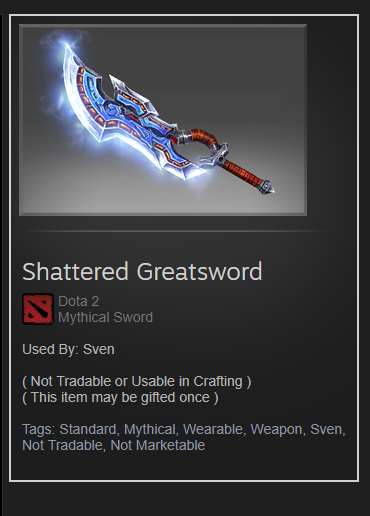 Shattered Greatsword
Dota 2
Mythical Sword
Used By: Sven
( Not Tradable or Usable in Crafting )
( This item may be gifted once )
Tags: Standard, Mythical, Wearable, Weapon, Sven,
Not Tradable, Not Marketable